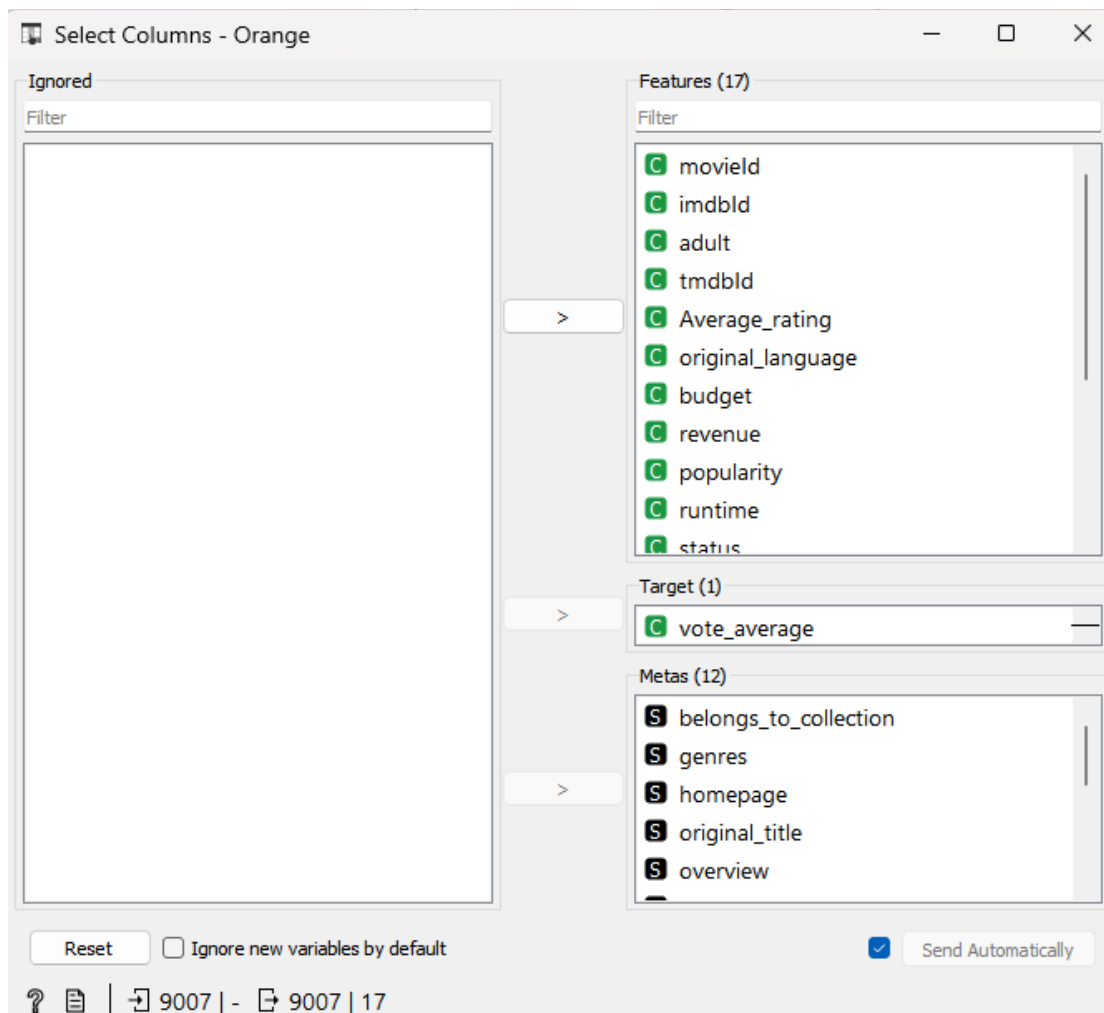 Select Columns - Orange
Ignored
Filter
Features (17)
Filter
C movieId
C imdbId
C adult
C tmdbId
C Average_rating
C original_language
C budget
C revenue
C popularity
C runtime
C status
>
Target (1)
C vote_average
>
Metas (12)
S belongs_to_collection
S genres
S homepage
S original_title
S overview
>
Reset
Ignore new variables by default
Send Automatically
? 9007 | - 9007 | 17